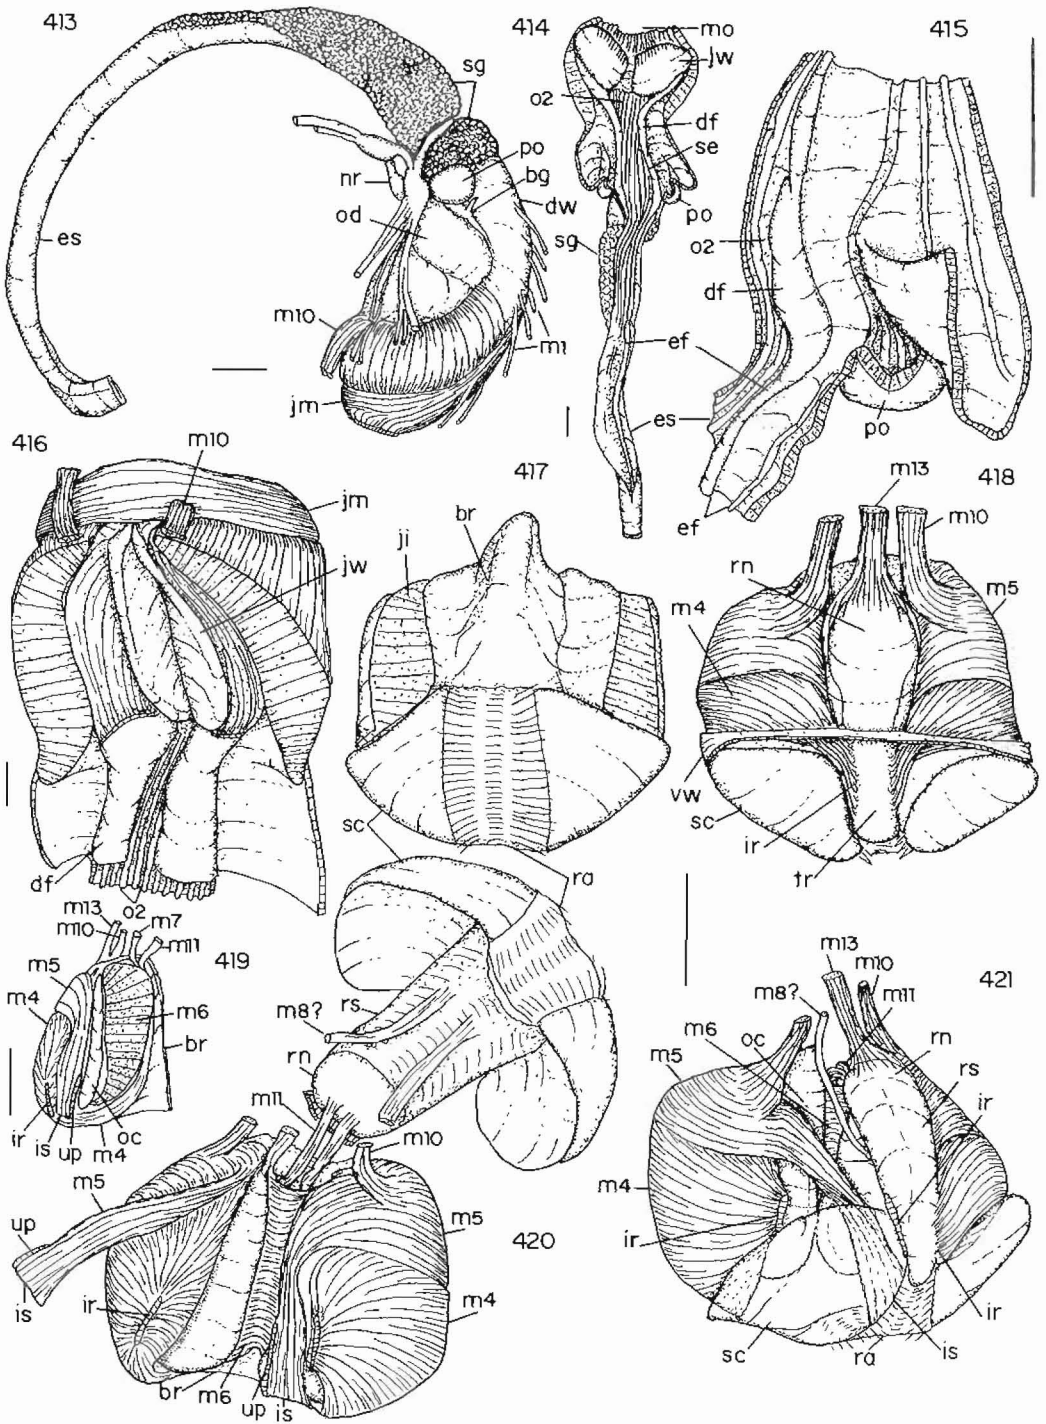 413
sg
po
bg
dw
nr
od
es
m10
m1
jm
414
mo
jw
o2
df
se
po
sg
ef
es
415
o2
df
po
ef
416
m10
jm
jw
df
o2
417
br
ji
sc
ra
418
m13
m10
rn
m5
m4
vw
sc
ir
tr
419
m13
m10
m7
m11
m5
m4
m6
br
ir
is
up
m4
oc
420
m8?
rs
rn
m11
m10
m5
up
is
ir
m5
m4
br
m6
up
is
421
m13
m10
m8?
m11
m6
oc
rn
m5
rs
ir
m4
ir
ir
sc
ra
is